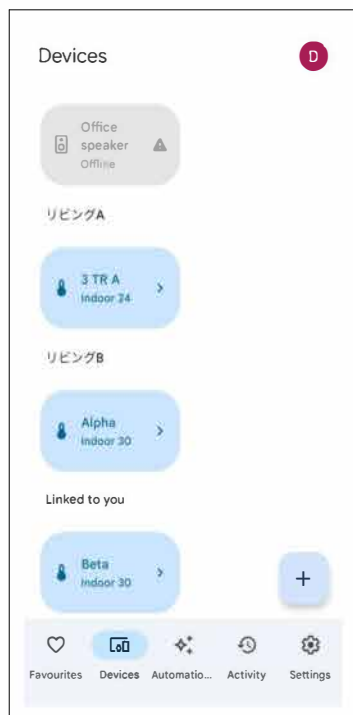 Devices
D
Office
speaker
Offline
リビングA
3 TR A
Indoor 24
リビングB
Alpha
Indoor 30
Linked to you
Beta
Indoor 30
+
Favourites Devices Automatio... Activity Settings